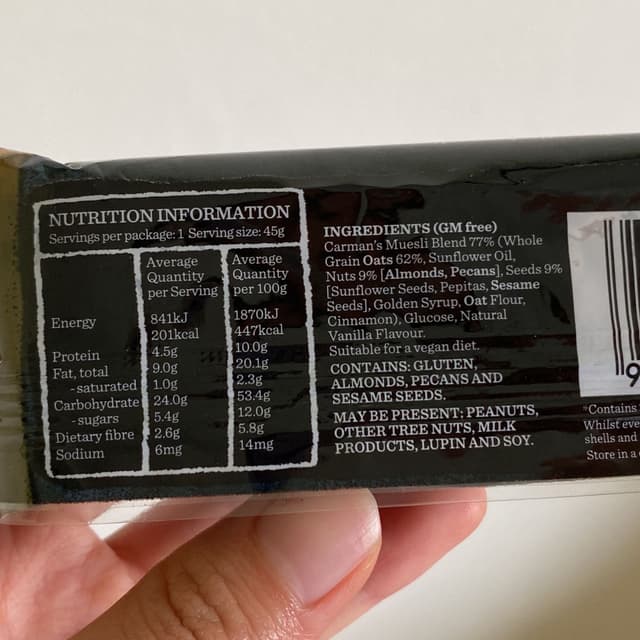 NUTRITION INFORMATION
Servings per package: 1 Serving size: 45g
Average Quantity per Serving
Average Quantity per 100g
Energy 841kJ 1870kJ
201kcal 447kcal
Protein 4.5g 10.0g
Fat, total 9.0g 20.1g
-saturated 1.0g 2.3g
Carbohydrate 24.0g 53.4g
-sugars 5.4g 12.0g
Dietary fibre 2.6g 5.8g
Sodium 6mg 14mg
INGREDIENTS (GM free)
Carman's Muesli Blend 77% (Whole
Grain Oats 62%, Sunflower Oil,
Nuts 9% [Almonds, Pecans], Seeds 9%
[Sunflower Seeds, Pepitas, Sesame
Seeds], Golden Syrup, Oat Flour,
Cinnamon), Glucose, Natural
Vanilla Flavour.
Suitable for a vegan diet.
CONTAINS: GLUTEN,
ALMONDS, PECANS AND
SESAME SEEDS.
MAY BE PRESENT: PEANUTS,
OTHER TREE NUTS, MILK
PRODUCTS, LUPIN AND SOY.
9
*Contains
Whilst eve
shells and
Store in a